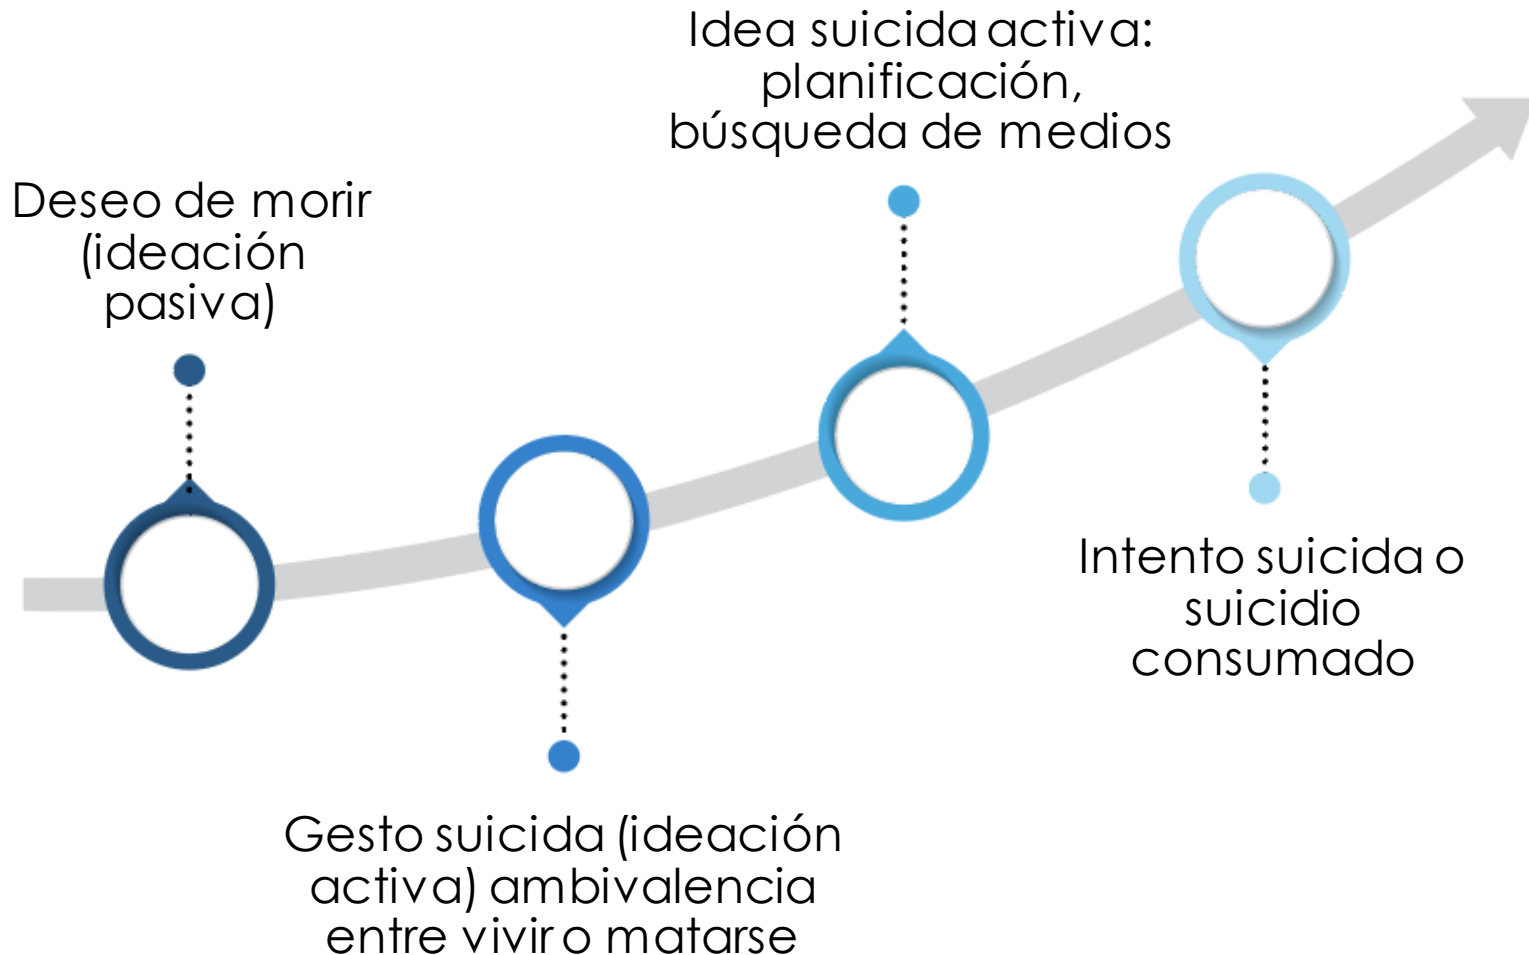 Deseo de morir
(ideación
pasiva)
Gesto suicida (ideación
activa) ambivalencia
entre vivir o matarse
Idea suicida activa:
planificación,
búsqueda de medios
Intento suicida o
suicidio
consumado